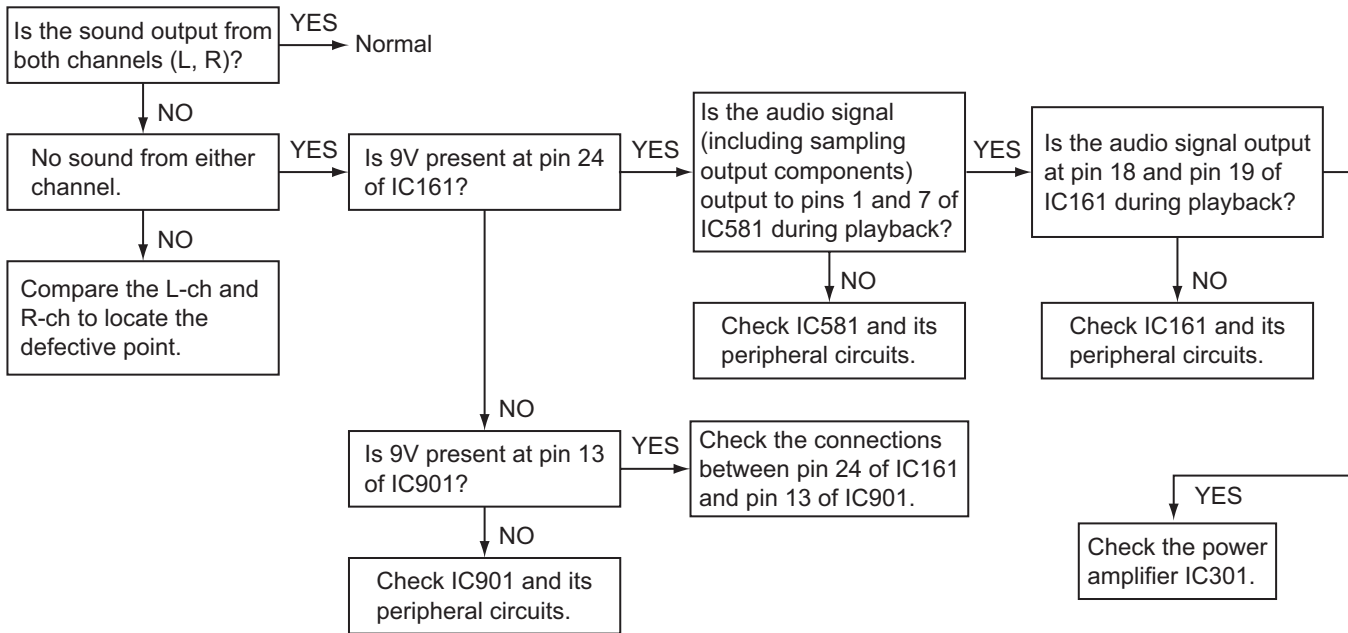 Is the sound output from
both channels (L, R)?
YES
Normal
NO
No sound from either
channel.
YES
Is 9V present at pin 24
of IC161?
YES
Is the audio signal
(including sampling
output components)
output to pins 1 and 7 of
IC581 during playback?
YES
Is the audio signal output
at pin 18 and pin 19 of
IC161 during playback?
NO
Compare the L-ch and
R-ch to locate the
defective point.
NO
Check IC581 and its
peripheral circuits.
NO
Check IC161 and its
peripheral circuits.
NO
Is 9V present at pin 13
of IC901?
YES
Check the connections
between pin 24 of IC161
and pin 13 of IC901.
NO
Check IC901 and its
peripheral circuits.
YES
Check the power
amplifier IC301.